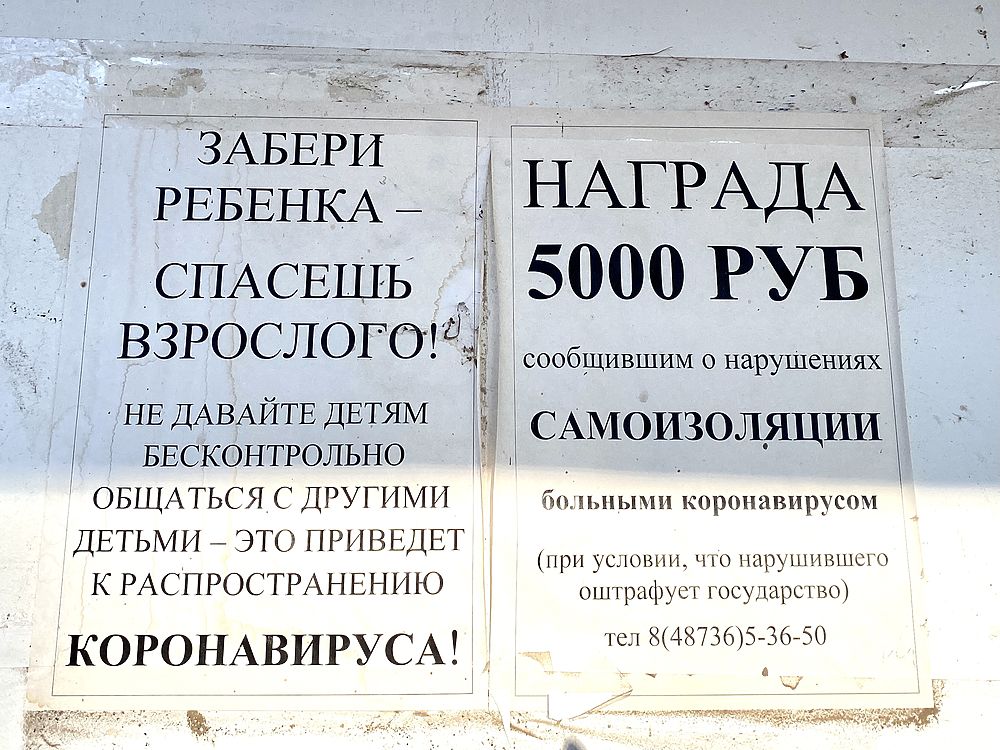 ЗАБЕРИ
РЕБЕНКА –
СПАСЕШЬ
ВЗРОСЛОГО!
НЕ ДАВАЙТЕ ДЕТЯМ
БЕСКОНТРОЛЬНО
ОБЩАТЬСЯ С ДРУГИМИ
ДЕТЬМИ – ЭТО ПРИВЕДЕТ
К РАСПРОСТРАНЕНИЮ
КОРОНАВИРУСА!
НАГРАДА
5000 РУБ
сообщившим о нарушениях
САМОИЗОЛЯЦИИ
больными коронавирусом
(при условии, что нарушившего
оштрафует государство)
тел 8(48736)5-36-50